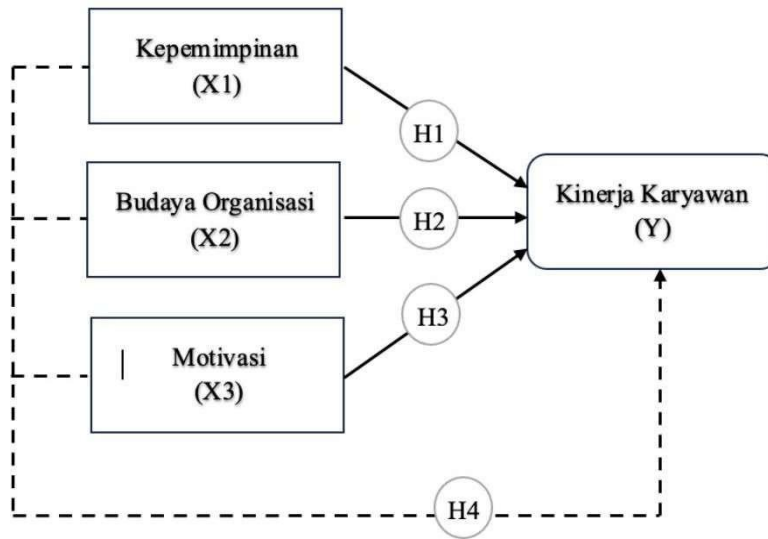 Kepemimpinan
(X1)
H1
Budaya Organisasi
(X2)
H2
Kinerja Karyawan
(Y)
H3
Motivasi
(X3)
H4